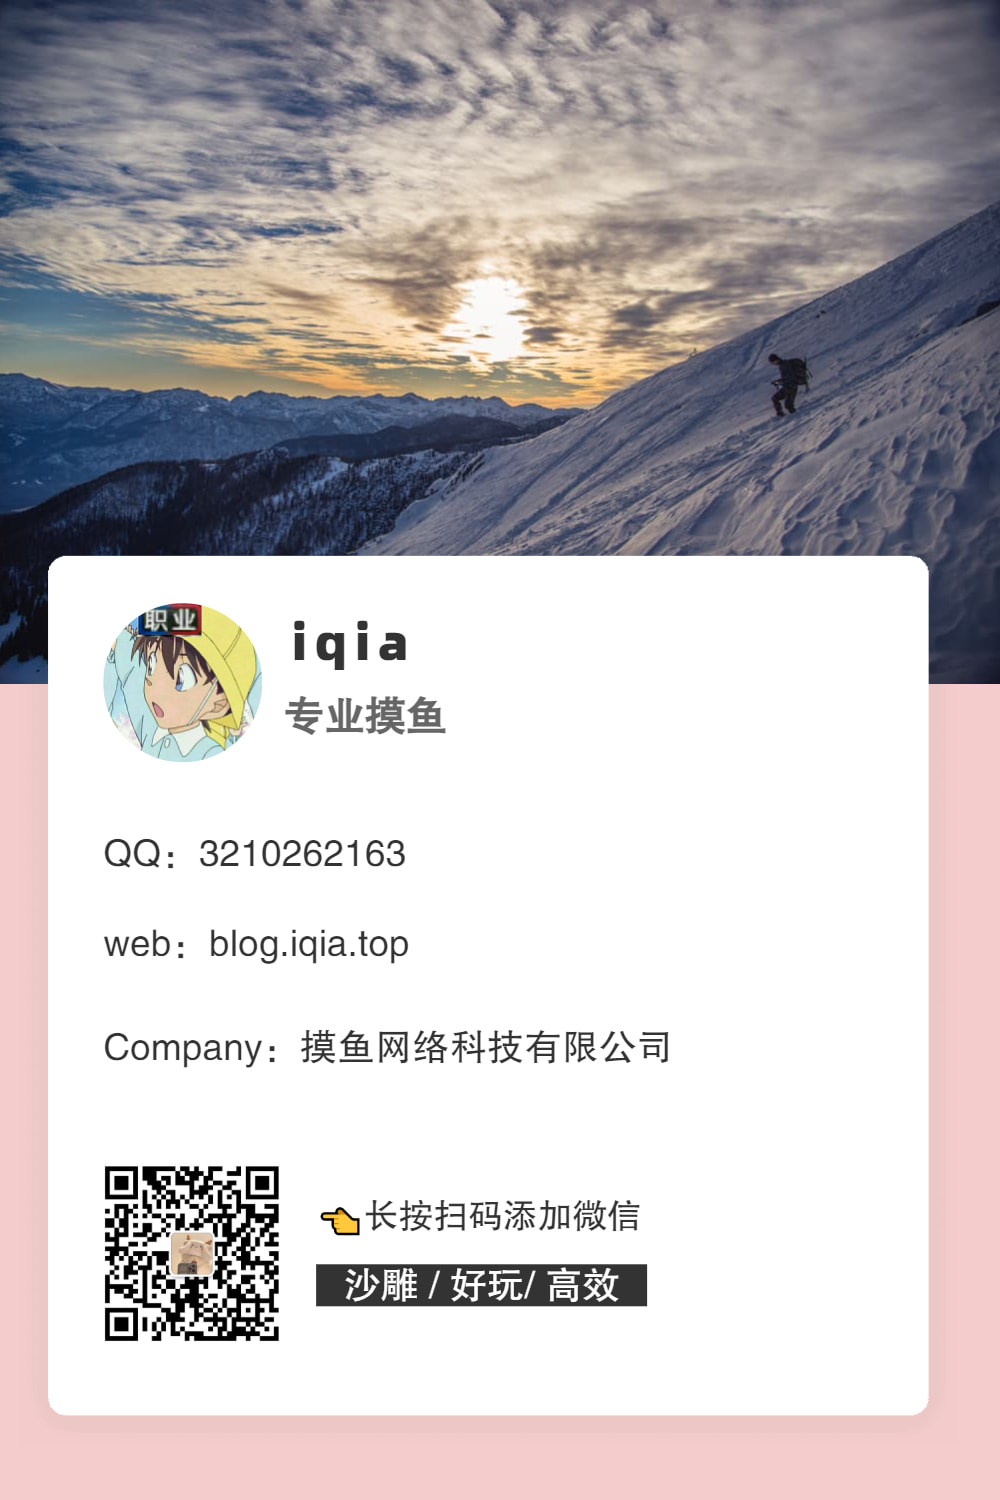 职业
iqia
专业摸鱼
QQ：3210262163
web：blog.iqia.top
Company：摸鱼网络科技有限公司
👈长按扫码添加微信
沙雕 / 好玩/ 高效